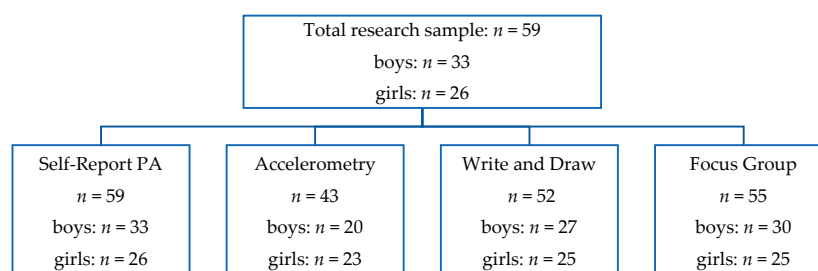 Total research sample: n = 59
boys: n = 33
girls: n = 26
Self-Report PA
n = 59
boys: n = 33
girls: n = 26
Accelerometry
n = 43
boys: n = 20
girls: n = 23
Write and Draw
n = 52
boys: n = 27
girls: n = 25
Focus Group
n = 55
boys: n = 30
girls: n = 25